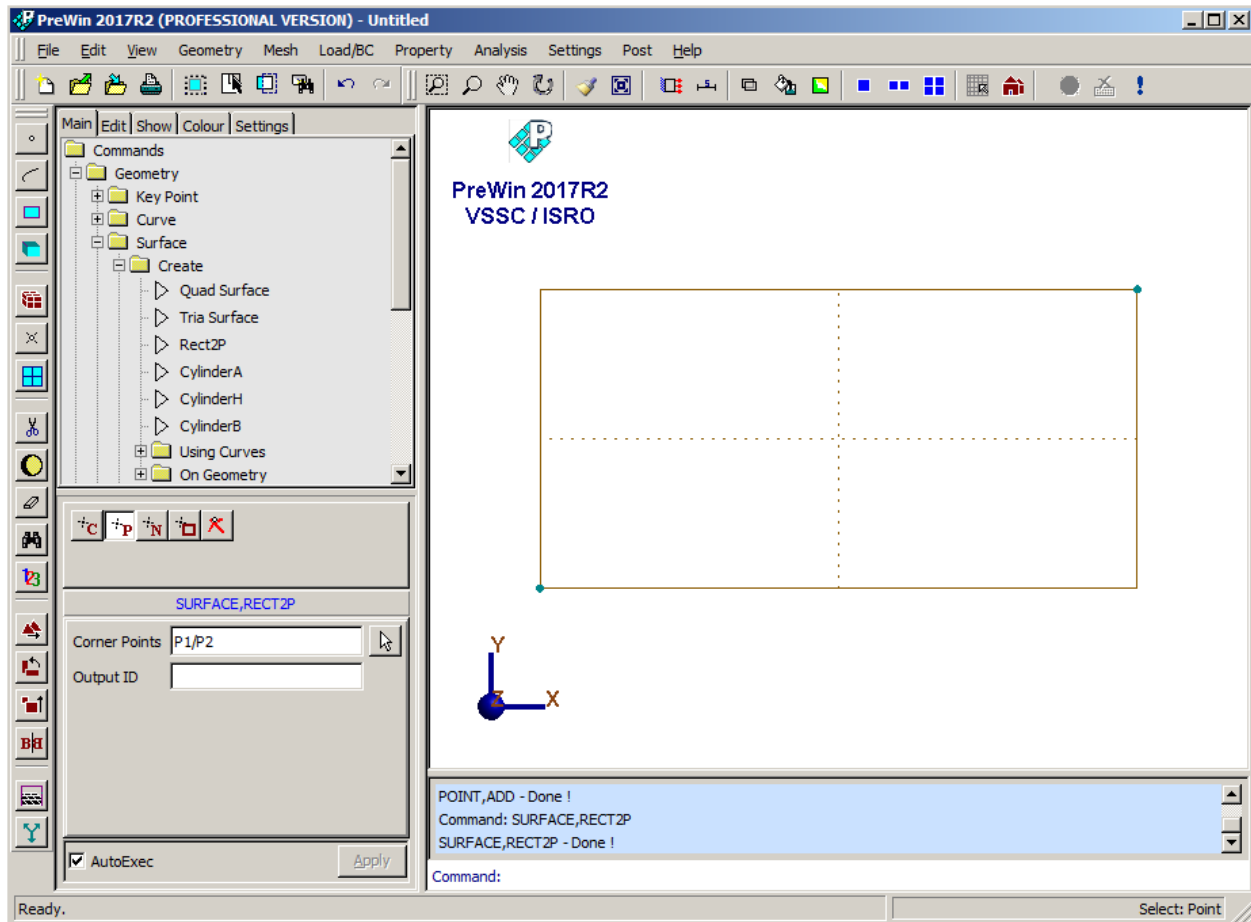 PreWin 2017R2 (PROFESSIONAL VERSION) - Untitled
File Edit View Geometry Mesh Load/BC Property Analysis Settings Post Help
Main Edit Show Colour Settings
Commands
Geometry
Key Point
Curve
Surface
Create
Quad Surface
Tria Surface
Rect2P
CylinderA
CylinderH
CylinderB
Using Curves
On Geometry
C P N
SURFACE,RECT2P
Corner Points P1/P2
Output ID
AutoExec Apply
123
B B
P
PreWin 2017R2
VSSC / ISRO
Y
Z X
POINT,ADD - Done !
Command: SURFACE,RECT2P
SURFACE,RECT2P - Done !
Command:
Ready. Select: Point